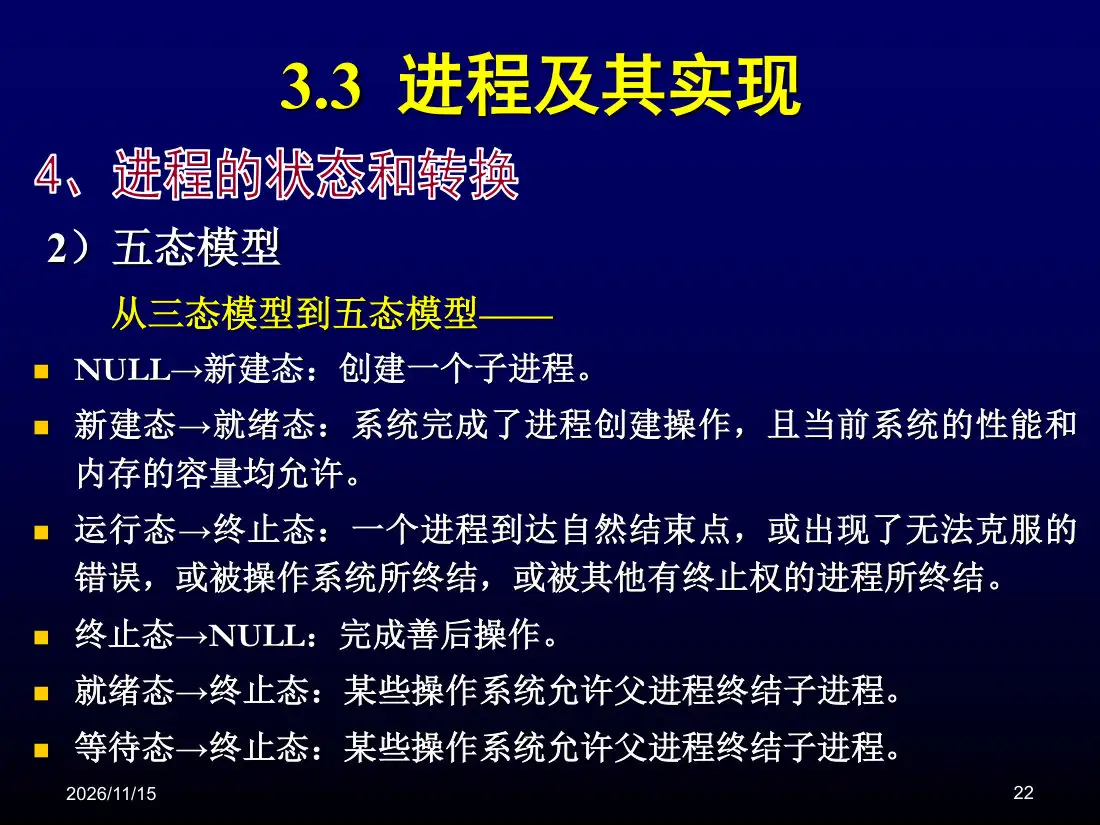 3.3 进程及其实现
4、进程的状态和转换
2）五态模型
从三态模型到五态模型——
NULL→新建态：创建一个子进程。
新建态→就绪态：系统完成了进程创建操作，且当前系统的性能和
内存的容量均允许。
运行态→终止态：一个进程到达自然结束点，或出现了无法克服的
错误，或被操作系统所终结，或被其他有终止权的进程所终结。
终止态→NULL：完成善后操作。
就绪态→终止态：某些操作系统允许父进程终结子进程。
等待态→终止态：某些操作系统允许父进程终结子进程。
2026/11/15
22